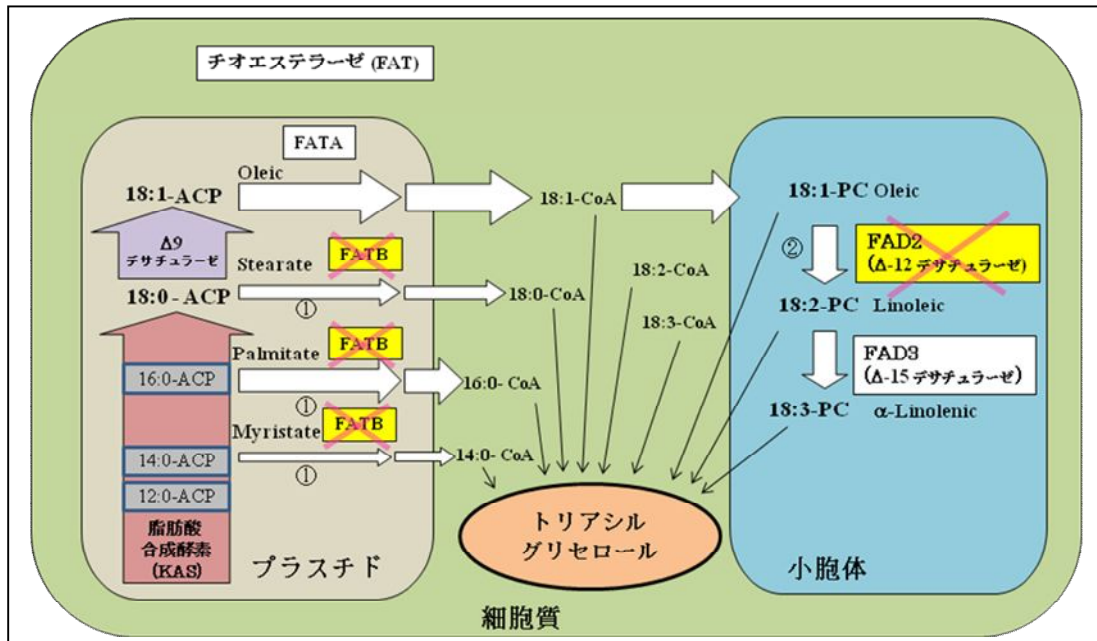 チオエステラーゼ (FAT)
FATA
Oleic
18:1-ACP
Δ9
デサチュラーゼ
FATB
Stearate
18:0 - ACP
①
FATB
Palmitate
16:0-ACP
①
Myristate
FATB
14:0-ACP
①
12:0-ACP
脂肪酸
合成酵素
(KAS)
プラスチド
18:1-CoA
18:2-CoA
18:0-CoA
18:3-CoA
16:0- CoA
14:0- CoA
トリアシル
グリセロール
細胞質
18:1-PC Oleic
②
FAD2
(Δ-12 デサチュラーゼ)
18:2-PC Linoleic
FAD3
(Δ-15 デサチュラーゼ)
18:3-PC α-Linolenic
小胞体